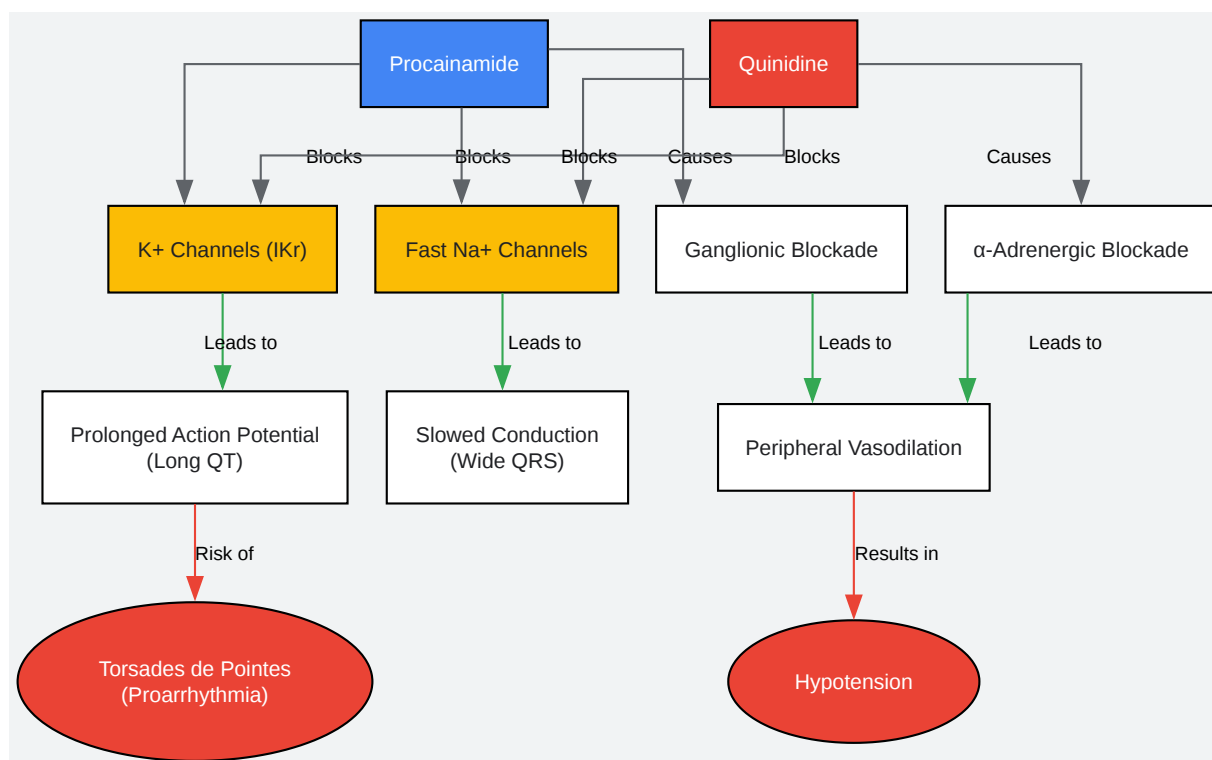 Procainamide
Quinidine
Blocks
Blocks
Blocks
Causes
Blocks
Causes
K+ Channels (IKr)
Fast Na+ Channels
Ganglionic Blockade
α-Adrenergic Blockade
Leads to
Leads to
Leads to
Leads to
Prolonged Action Potential
(Long QT)
Slowed Conduction
(Wide QRS)
Peripheral Vasodilation
Risk of
Results in
Torsades de Pointes
(Proarrhythmia)
Hypotension